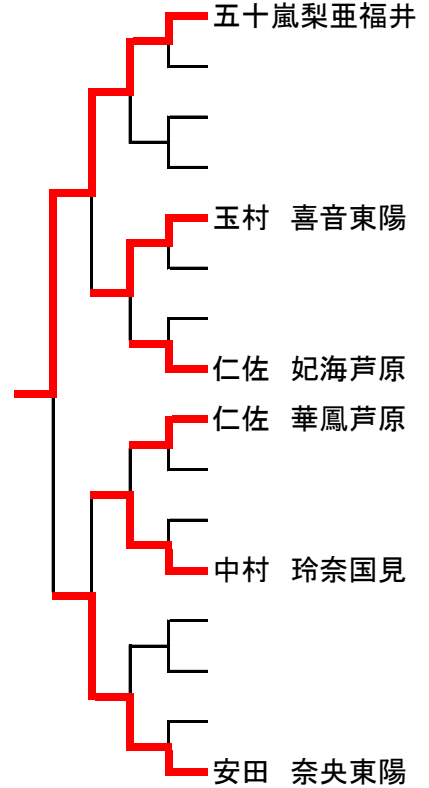 五十嵐梨亜福井
玉村　喜音東陽
仁佐　妃海芦原
仁佐　華鳳芦原
中村　玲奈国見
安田　奈央東陽